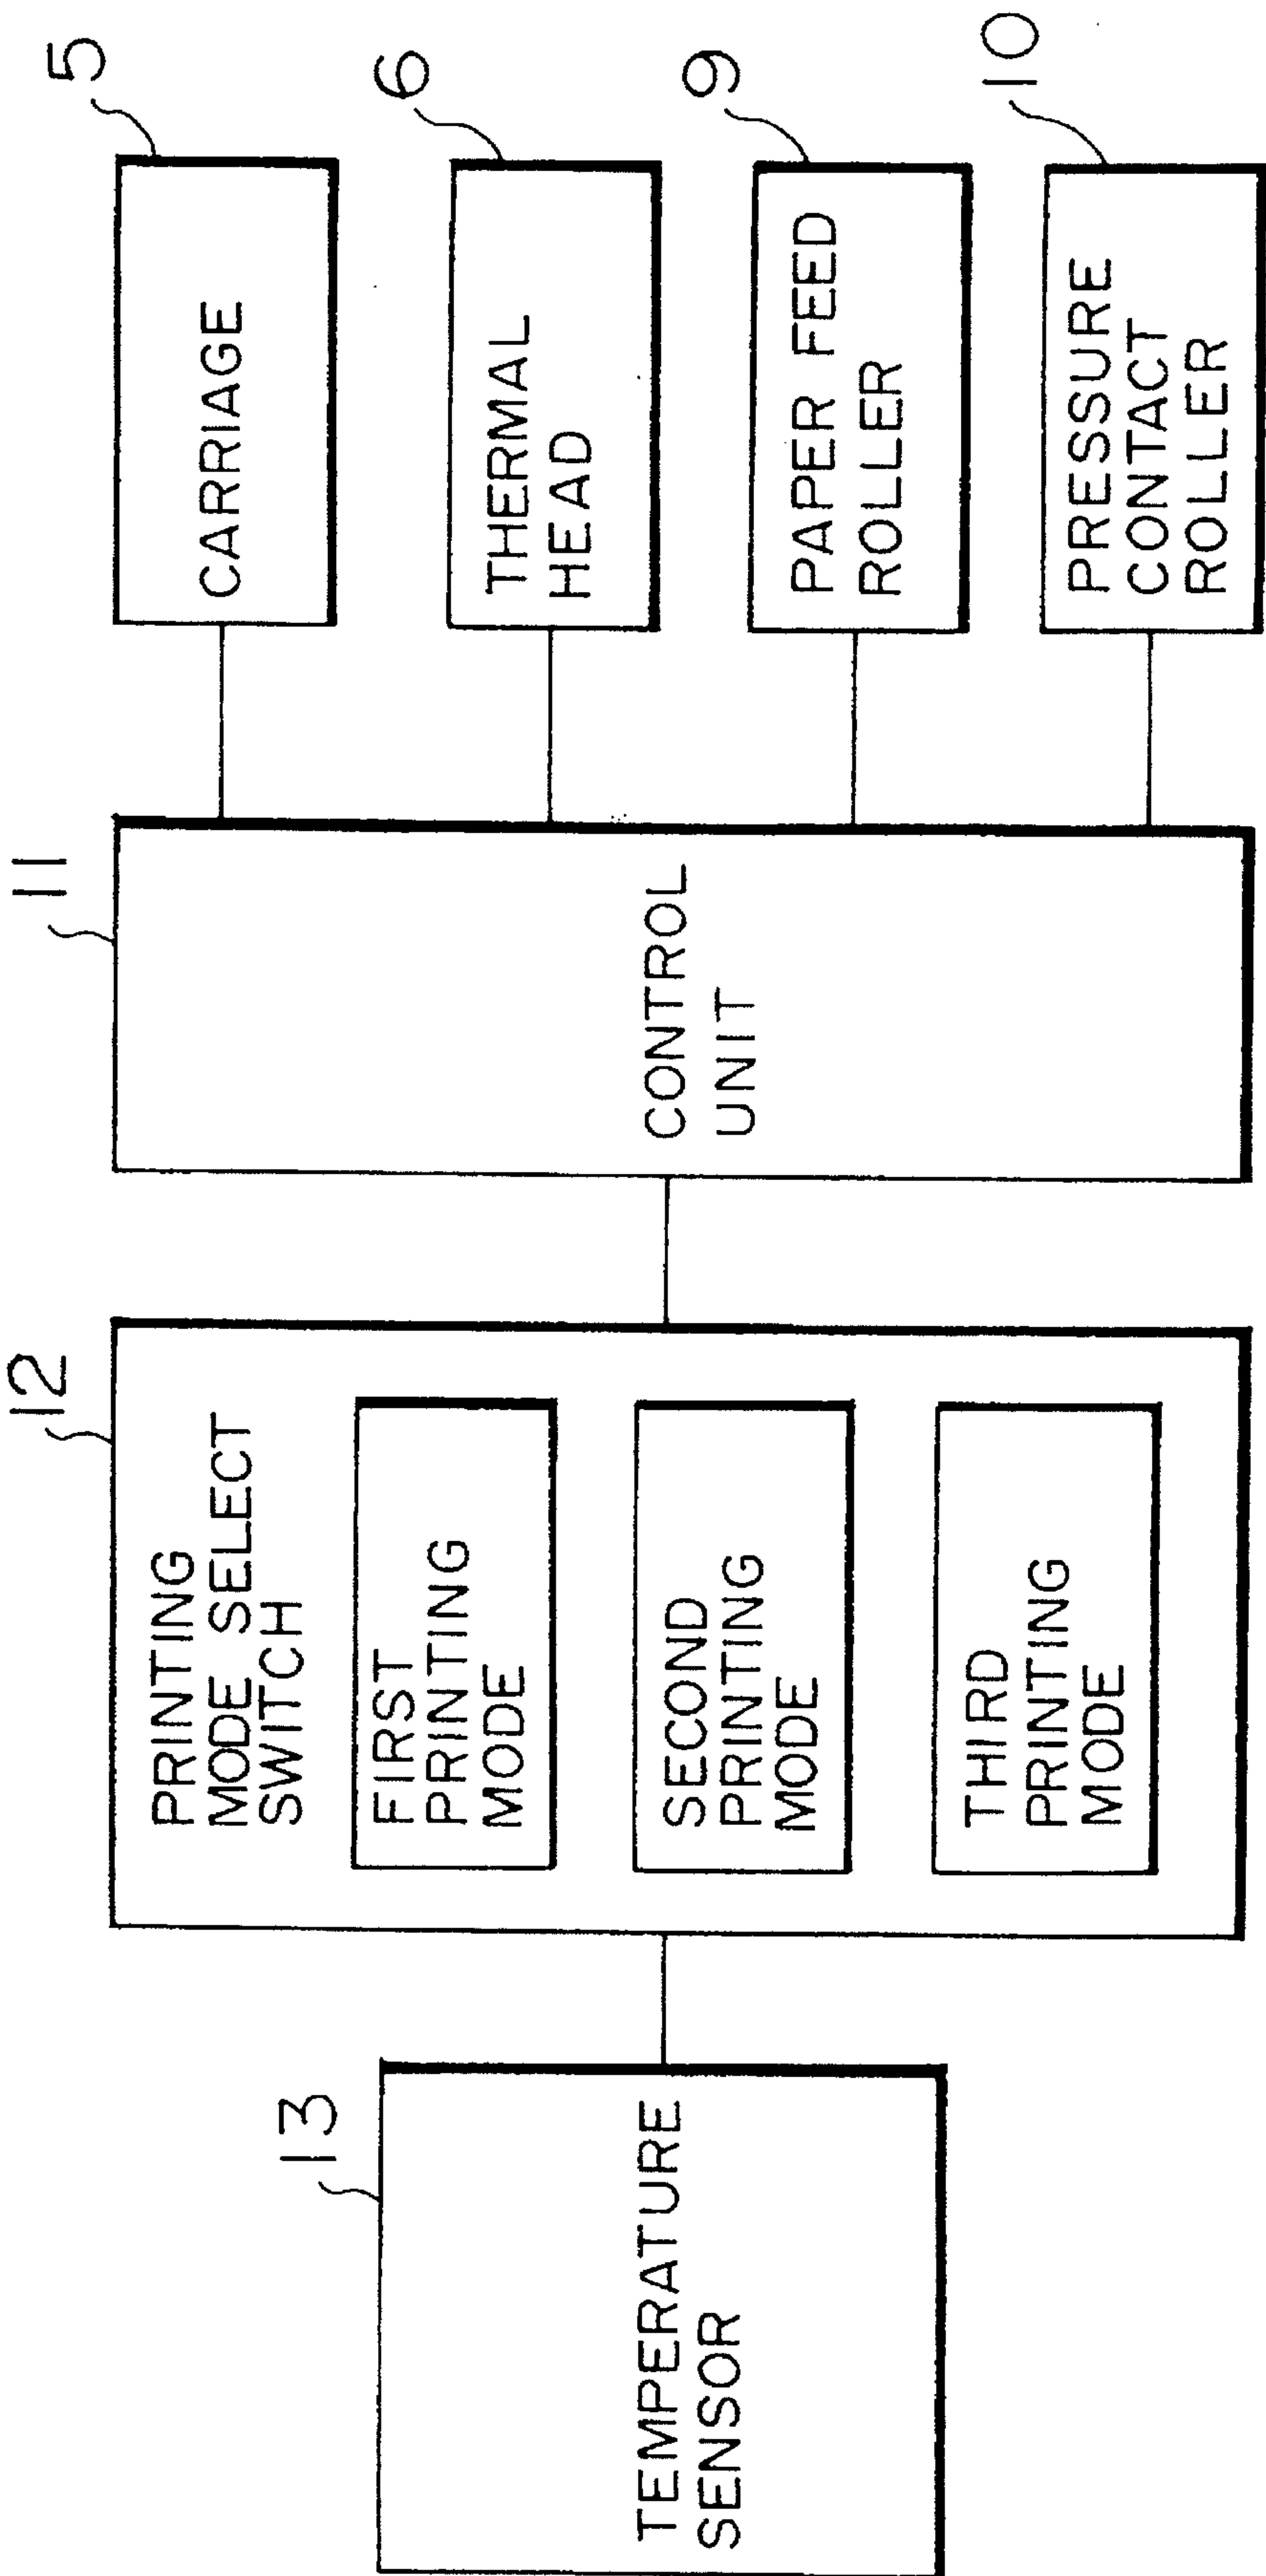 13
TEMPERATURE
SENSOR
12
PRINTING
MODE SELECT
SWITCH
FIRST
PRINTING
MODE
SECOND
PRINTING
MODE
THIRD
PRINTING
MODE
11
CONTROL
UNIT
5
CARRIAGE
6
THERMAL
HEAD
9
PAPER FEED
ROLLER
10
PRESSURE
CONTACT
ROLLER